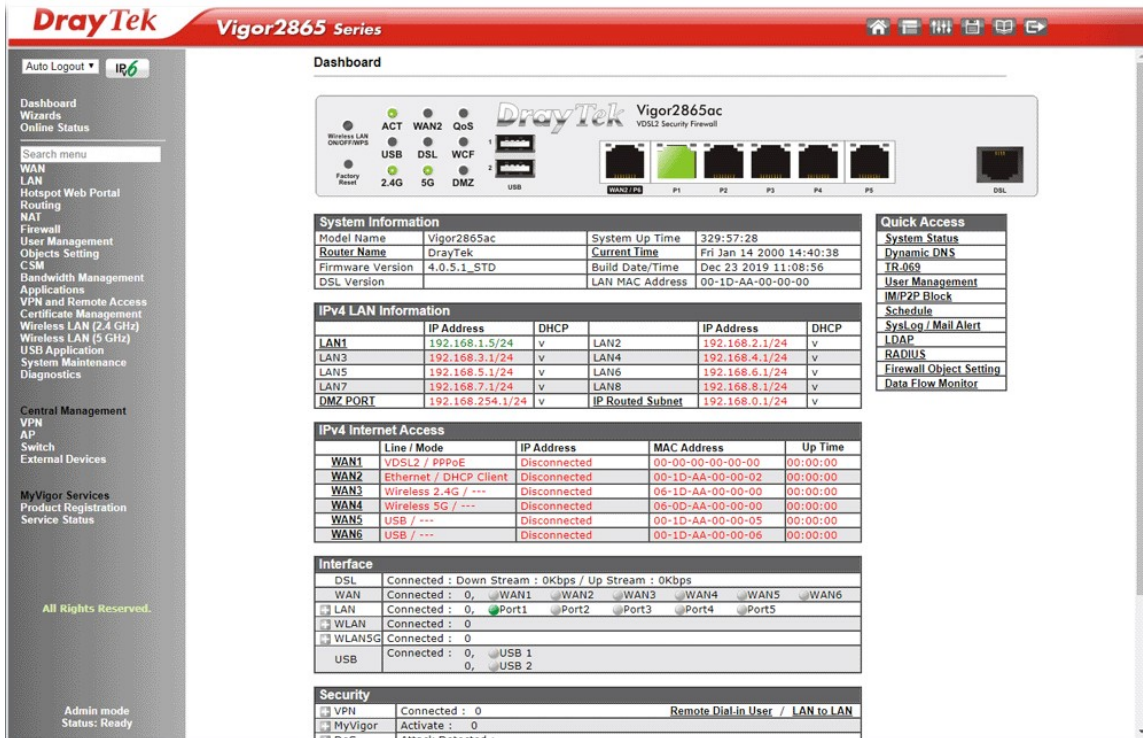 DrayTek
Vigor2865 Series
Auto Logout
IPv6
Dashboard
Wizards
Online Status
Search menu
WAN
LAN
Hotspot Web Portal
Routing
NAT
Firewall
User Management
Objects Setting
CSM
Bandwidth Management
Applications
VPN and Remote Access
Certificate Management
Wireless LAN (2.4 GHz)
Wireless LAN (5 GHz)
USB Application
System Maintenance
Diagnostics
Central Management
VPN
AP
Switch
External Devices
MyVigor Services
Product Registration
Service Status
All Rights Reserved.
Admin mode
Status: Ready
Dashboard
Wireless LAN
ON/OFF/WPS
Factory
Reset
ACT WAN2 QoS
USB DSL WCF
2.4G 5G DMZ
1
2
USB
DrayTek
Vigor2865ac
VDSL2 Security Firewall
WAN2 / P6 P1 P2 P3 P4 P5 DSL
System Information
Model Name Vigor2865ac System Up Time 329:57:28
Router Name DrayTek Current Time Fri Jan 14 2000 14:40:38
Firmware Version 4.0.5.1_STD Build Date/Time Dec 23 2019 11:08:56
DSL Version LAN MAC Address 00-1D-AA-00-00-00
IPv4 LAN Information
IP Address DHCP IP Address DHCP
LAN1 192.168.1.5/24 v LAN2 192.168.2.1/24 v
LAN3 192.168.3.1/24 v LAN4 192.168.4.1/24 v
LAN5 192.168.5.1/24 v LAN6 192.168.6.1/24 v
LAN7 192.168.7.1/24 v LAN8 192.168.8.1/24 v
DMZ PORT 192.168.254.1/24 v IP Routed Subnet 192.168.0.1/24 v
IPv4 Internet Access
Line / Mode IP Address MAC Address Up Time
WAN1 VDSL2 / PPPoE Disconnected 00-00-00-00-00-00 00:00:00
WAN2 Ethernet / DHCP Client Disconnected 00-1D-AA-00-00-02 00:00:00
WAN3 Wireless 2.4G / --- Disconnected 06-1D-AA-00-00-00 00:00:00
WAN4 Wireless 5G / --- Disconnected 06-0D-AA-00-00-00 00:00:00
WAN5 USB / --- Disconnected 00-1D-AA-00-00-05 00:00:00
WAN6 USB / --- Disconnected 00-1D-AA-00-00-06 00:00:00
Interface
DSL Connected : Down Stream : 0Kbps / Up Stream : 0Kbps
WAN Connected : 0, WAN1 WAN2 WAN3 WAN4 WAN5 WAN6
LAN Connected : 0, Port1 Port2 Port3 Port4 Port5
WLAN Connected : 0
WLAN5G Connected : 0
USB Connected : 0, USB 1
0, USB 2
Security
VPN Connected : 0 Remote Dial-in User / LAN to LAN
MyVigor Activate : 0
DoS Attack Detected :
Quick Access
System Status
Dynamic DNS
TR-069
User Management
IM/P2P Block
Schedule
SysLog / Mail Alert
LDAP
RADIUS
Firewall Object Setting
Data Flow Monitor